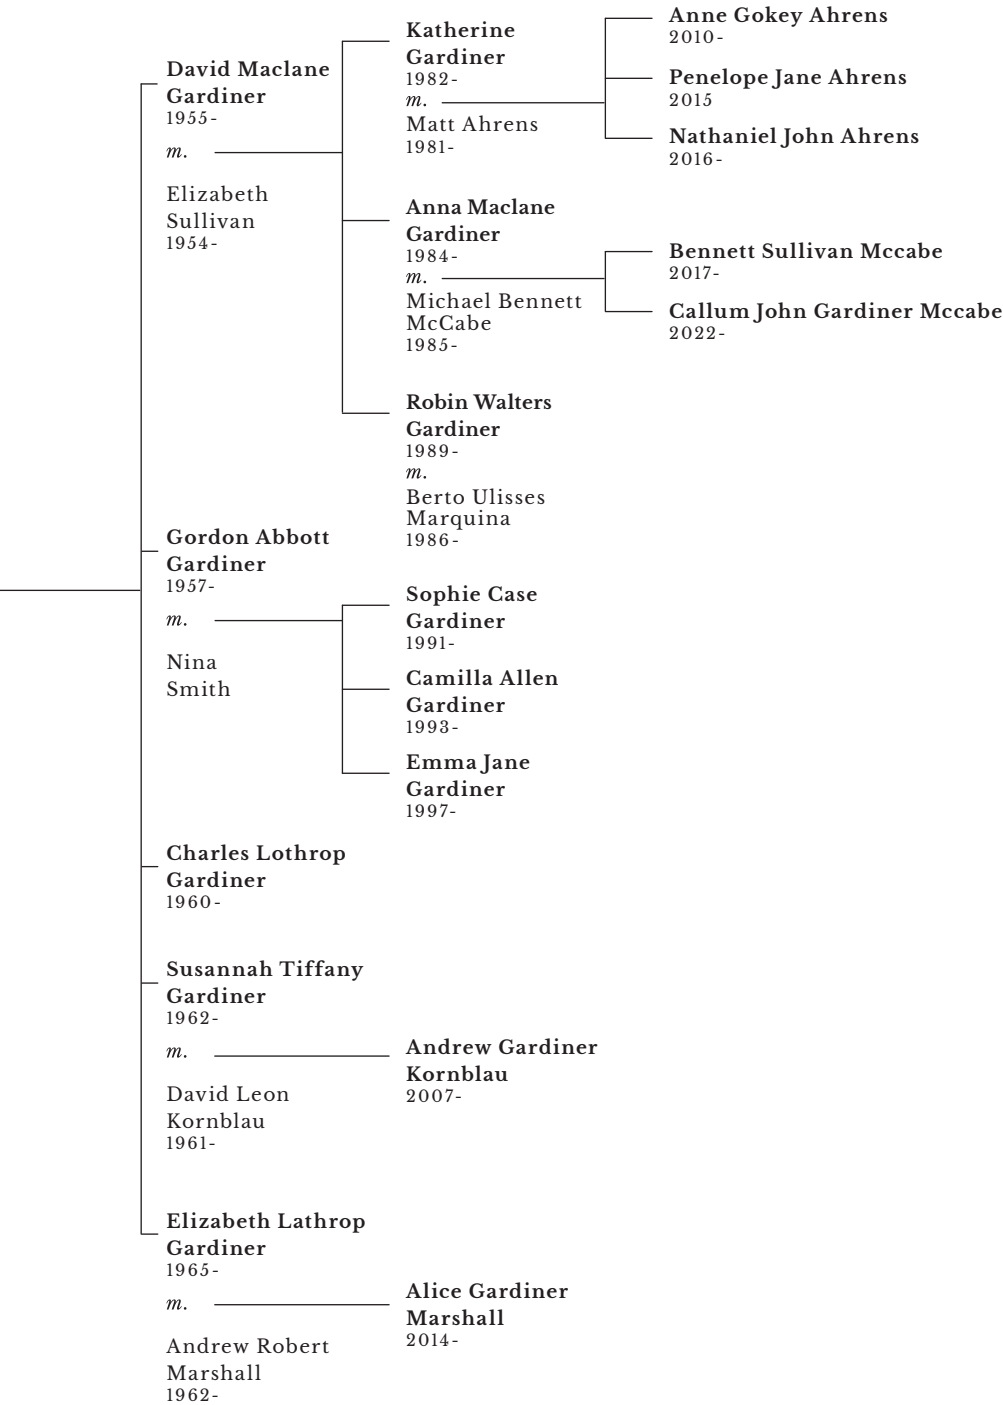 David Maclane
Gardiner
1955-
m.
Elizabeth
Sullivan
1954-
Katherine
Gardiner
1982-
m.
Matt Ahrens
1981-
Anne Gokey Ahrens
2010-
Penelope Jane Ahrens
2015
Nathaniel John Ahrens
2016-
Anna Maclane
Gardiner
1984-
m.
Michael Bennett
McCabe
1985-
Bennett Sullivan Mccabe
2017-
Callum John Gardiner Mccabe
2022-
Robin Walters
Gardiner
1989-
m.
Berto Ulisses
Marquina
1986-
Gordon Abbott
Gardiner
1957-
m.
Nina
Smith
Sophie Case
Gardiner
1991-
Camilla Allen
Gardiner
1993-
Emma Jane
Gardiner
1997-
Charles Lothrop
Gardiner
1960-
Susannah Tiffany
Gardiner
1962-
m.
David Leon
Kornblau
1961-
Andrew Gardiner
Kornblau
2007-
Elizabeth Lathrop
Gardiner
1965-
m.
Andrew Robert
Marshall
1962-
Alice Gardiner
Marshall
2014-